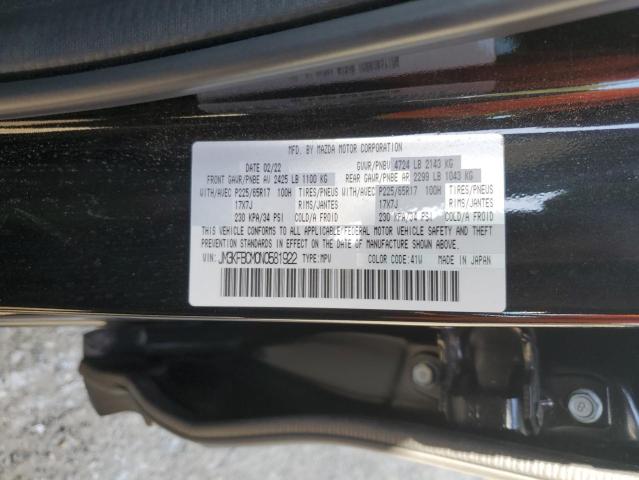 MFD. BY MAZDA MOTOR CORPORATION
DATE 02/22 GVWR/PNBV 4724 LB 2143 KG
FRONT GAWR/PNBE AV 2425 LB 1100 KG REAR GAWR/PNBE AR 2299 LB 1043 KG
WITH/AVEC P225/65R17 100H TIRES/PNEUS WITH/AVEC P225/65R17 100H TIRES/PNEUS
17X7J RIMS/JANTES 17X7J RIMS/JANTES
230 KPA/34 PSI COLD/A FROID 230 KPA/34 PSI COLD/A FROID
THIS VEHICLE CONFORMS TO ALL APPLICABLE FEDERAL MOTOR VEHICLE SAFETY AND THEFT
PREVENTION STANDARDS IN EFFECT ON THE DATE OF MANUFACTURE SHOWN ABOVE.
VIN: JM3KFBCM0N0581922 TYPE:MPV COLOR CODE:41W MADE IN JAPAN
8